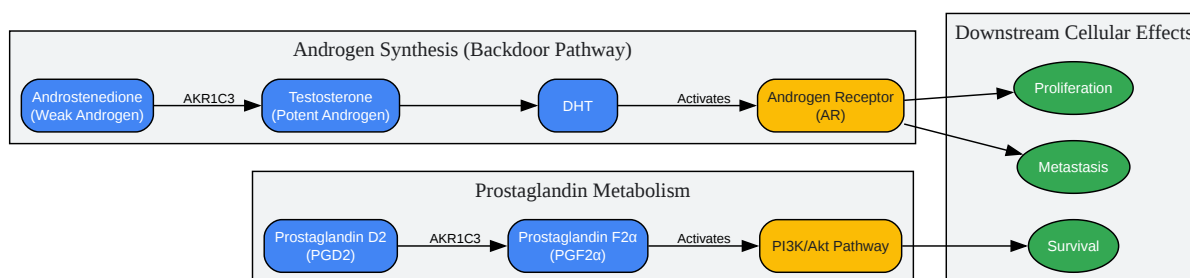 Downstream Cellular Effects
Androgen Synthesis (Backdoor Pathway)
Androstenedione
(Weak Androgen)
AKR1C3
Testosterone
(Potent Androgen)
DHT
Activates
Androgen Receptor
(AR)
Proliferation
Metastasis
Prostaglandin Metabolism
Prostaglandin D2
(PGD2)
AKR1C3
Prostaglandin F2α
(PGF2α)
Activates
PI3K/Akt Pathway
Survival